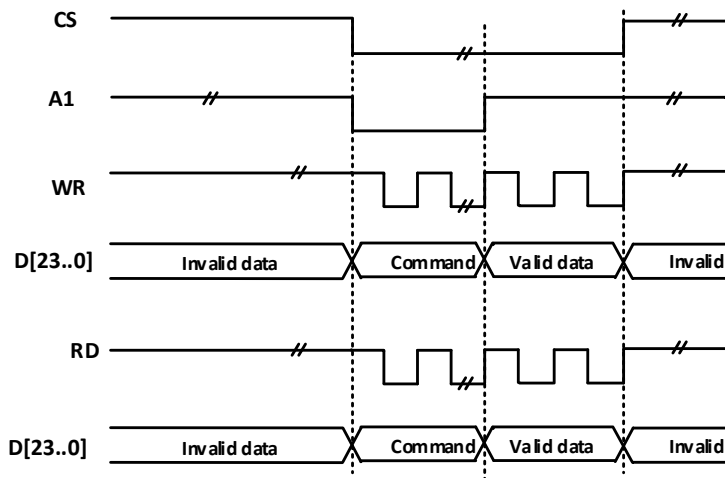 CS
A1
WR
D[23..0] Invalid data Command Valid data Invalid
RD
D[23..0] Invalid data Command Valid data Invalid